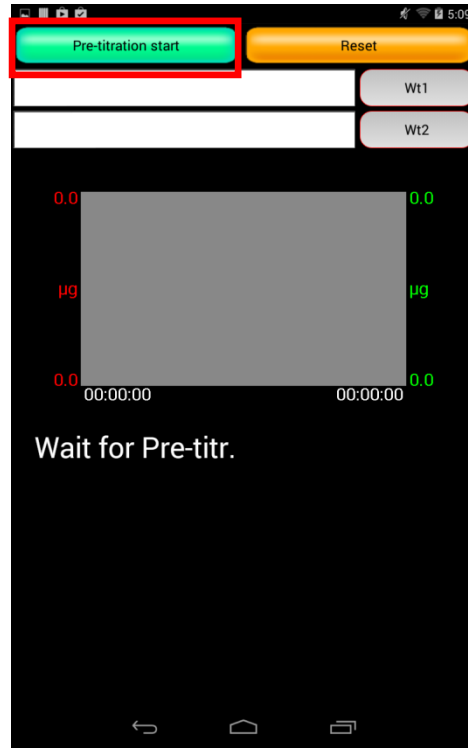 5:09
Pre-titration start
Reset
Wt1
Wt2
0.0
0.0
µg
µg
0.0
0.0
00:00:00
00:00:00
Wait for Pre-titr.